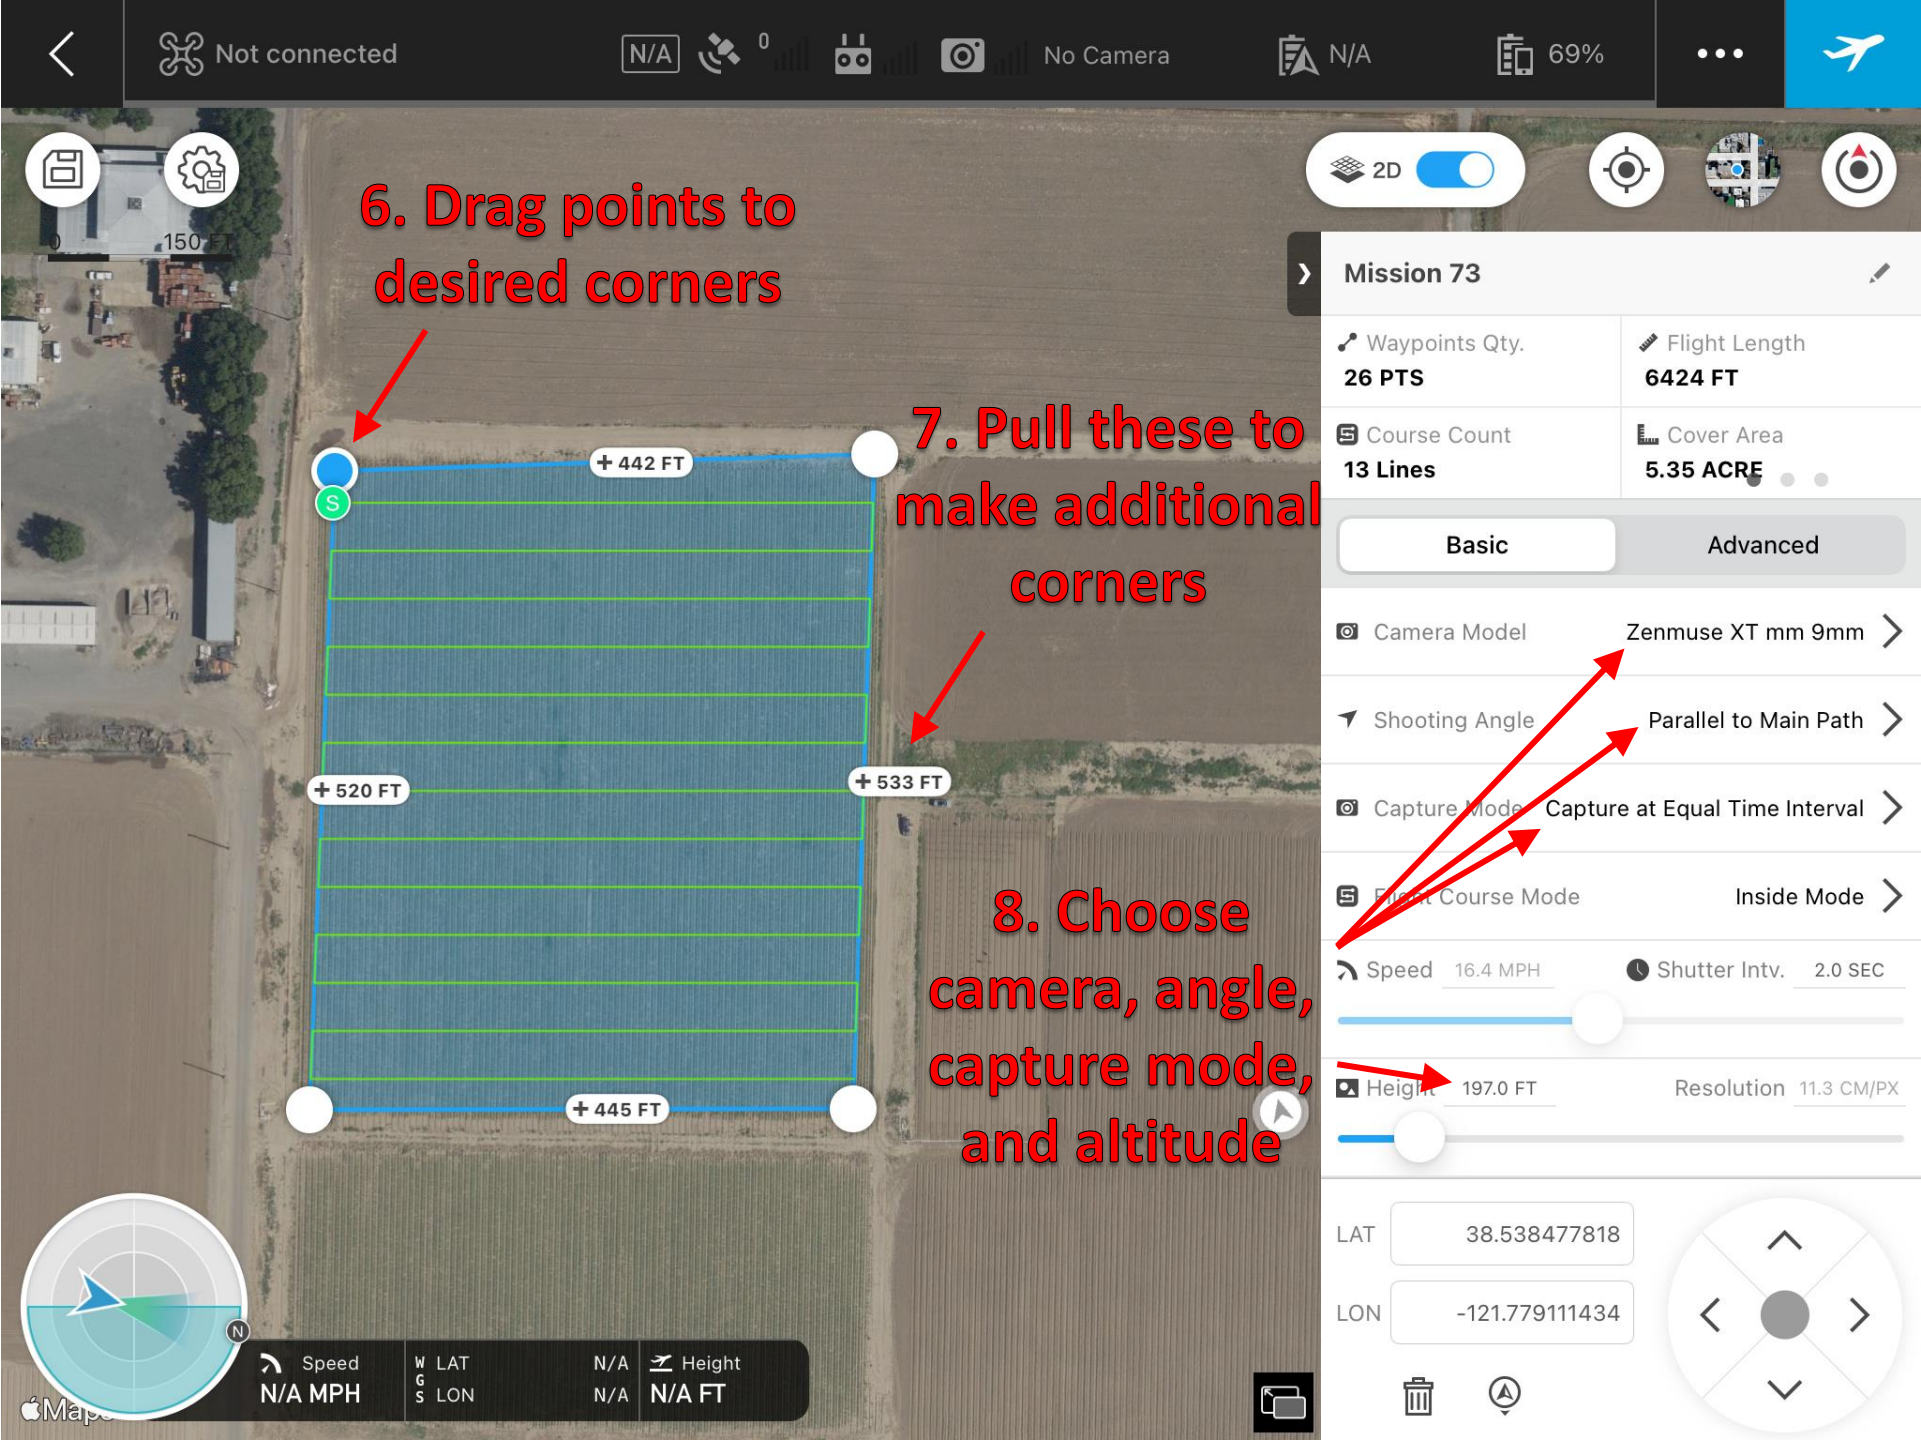 Not connected
N/A
0
No Camera
N/A
69%
2D
0
150 FT
6. Drag points to
desired corners
Mission 73
Waypoints Qty.
26 PTS
Flight Length
6424 FT
Course Count
13 Lines
Cover Area
5.35 ACRE
7. Pull these to
make additional
corners
+ 442 FT
S
Basic
Advanced
Camera Model
Zenmuse XT mm 9mm
Shooting Angle
Parallel to Main Path
+ 520 FT
+ 533 FT
Capture Mode
Capture at Equal Time Interval
Flight Course Mode
Inside Mode
8. Choose
camera, angle,
capture mode,
and altitude
Speed
16.4 MPH
Shutter Intv.
2.0 SEC
Height
197.0 FT
Resolution
11.3 CM/PX
+ 445 FT
LAT
38.538477818
LON
-121.779111434
N
Speed
N/A MPH
WGS
LAT
N/A
LON
N/A
Height
N/A FT
Maps